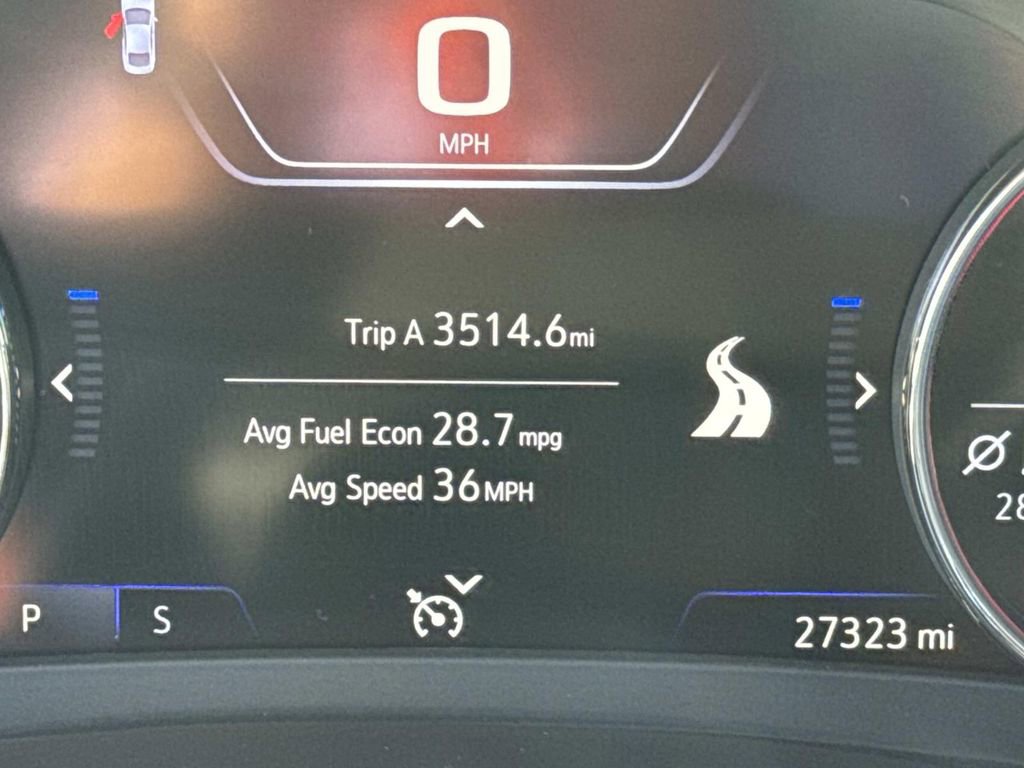 0
MPH
Trip A 3514.6mi
Avg Fuel Econ 28.7 mpg
Avg Speed 36 MPH
P S
27323 mi